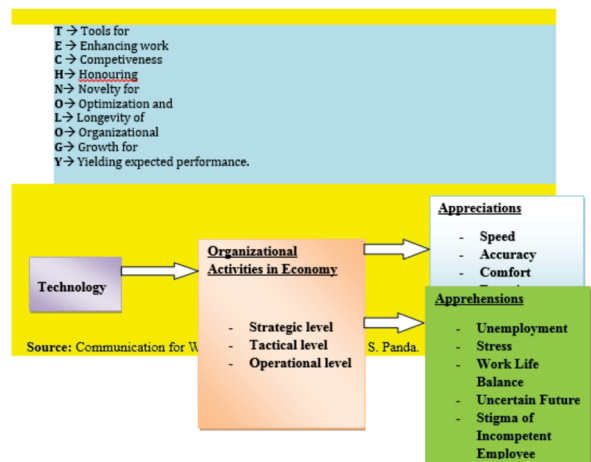 T → Tools for
E → Enhancing work
C → Competiveness
H→ Honouring
N→ Novelty for
O→ Optimization and
L→ Longevity of
O→ Organizational
G→ Growth for
Y→ Yielding expected performance.
Technology
Organizational
Activities in Economy
- Strategic level
- Tactical level
- Operational level
Appreciations
- Speed
- Accuracy
- Comfort
Apprehensions
- Unemployment
- Stress
- Work Life
Balance
- Uncertain Future
- Stigma of
Incompetent
Employee
Source: Communication for S. Panda.